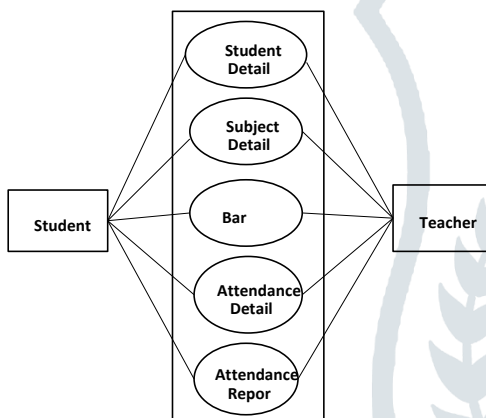 Student
Detail
Subject
Detail
Bar
Student
Teacher
Attendance
Detail
Attendance
Repor